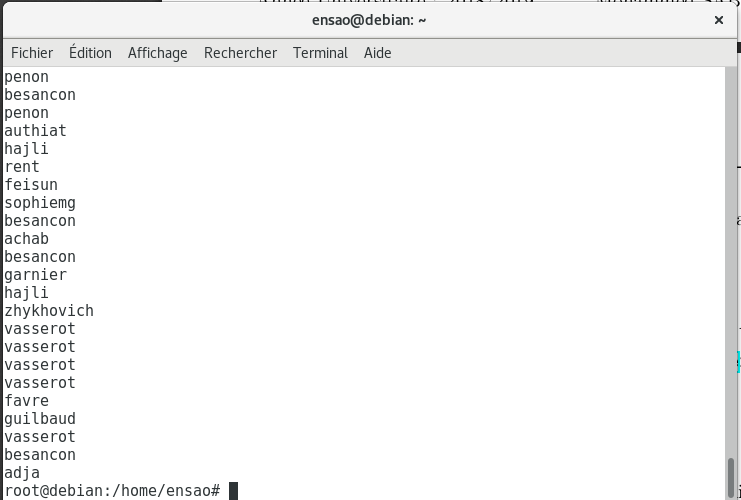 ensao@debian: ~
Fichier Édition Affichage Rechercher Terminal Aide
penon
besancon
penon
authiat
hajli
rent
feisun
sophiemg
besancon
achab
besancon
garnier
hajli
zhykhovich
vasserot
vasserot
vasserot
vasserot
favre
guilbaud
vasserot
besancon
adja
root@debian:/home/ensao#